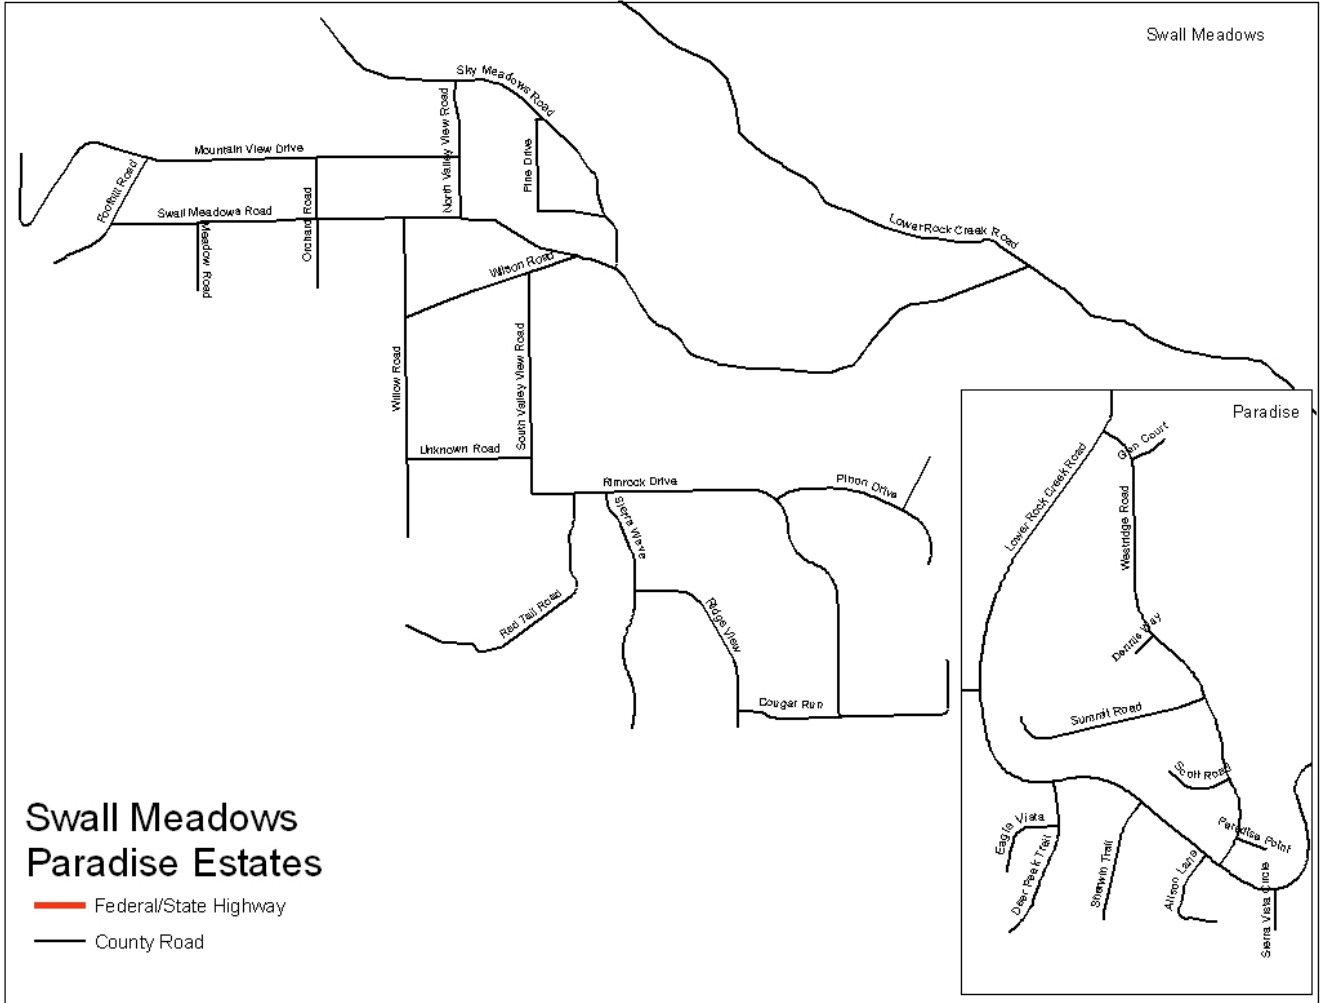 Swall Meadows
Sky Meadows Road
North Valley View Road
Mountain View Drive
Pine Drive
Foothill Road
Swall Meadows Road
Orchard Road
Meadow Road
Lower Rock Creek Road
Wilson Road
Willow Road
South Valley View Road
Unknown Road
Rimrock Drive
Pinon Drive
Sierra Wave
Red Tail Road
Ridge View
Cougar Run
Paradise
Glen Court
Lower Rock Creek Road
Westridge Road
Dennis Way
Summit Road
Scott Road
Eagle Vista
Paradise Point
Deer Peak Trail
Sherwin Trail
Allson Lane
Sierra Vista Circle
Swall Meadows
Paradise Estates
Federal/State Highway
County Road